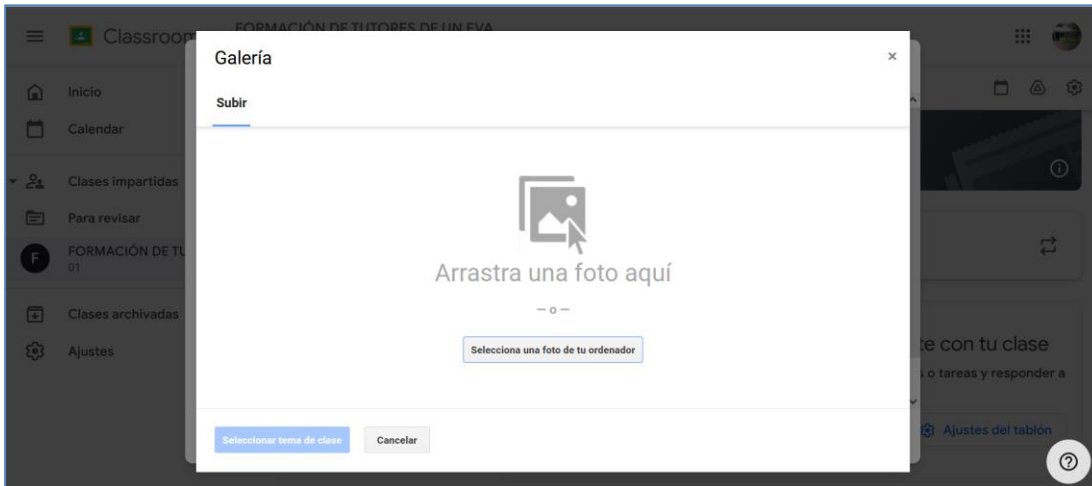 Classroom
FORMACIÓN DE TUTORES DE UN EVA
Inicio
Calendar
Clases impartidas
Para revisar
F
FORMACIÓN DE TU
01
Clases archivadas
Ajustes
Galería
×
Subir
Arrastra una foto aquí
— o —
Selecciona una foto de tu ordenador
Seleccionar tema de clase
Cancelar
te con tu clase
s o tareas y responder a
Ajustes del tablón